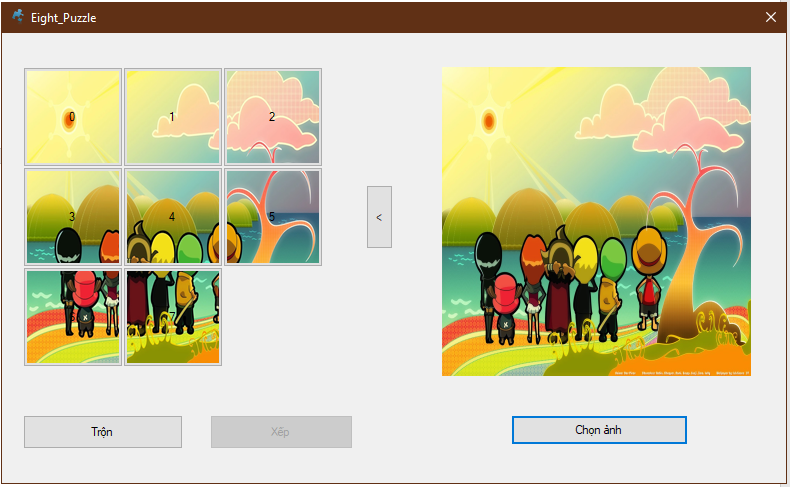 Eight_Puzzle
0
1
2
3
4
5
7
<
Trộn
Xếp
Chọn ảnh